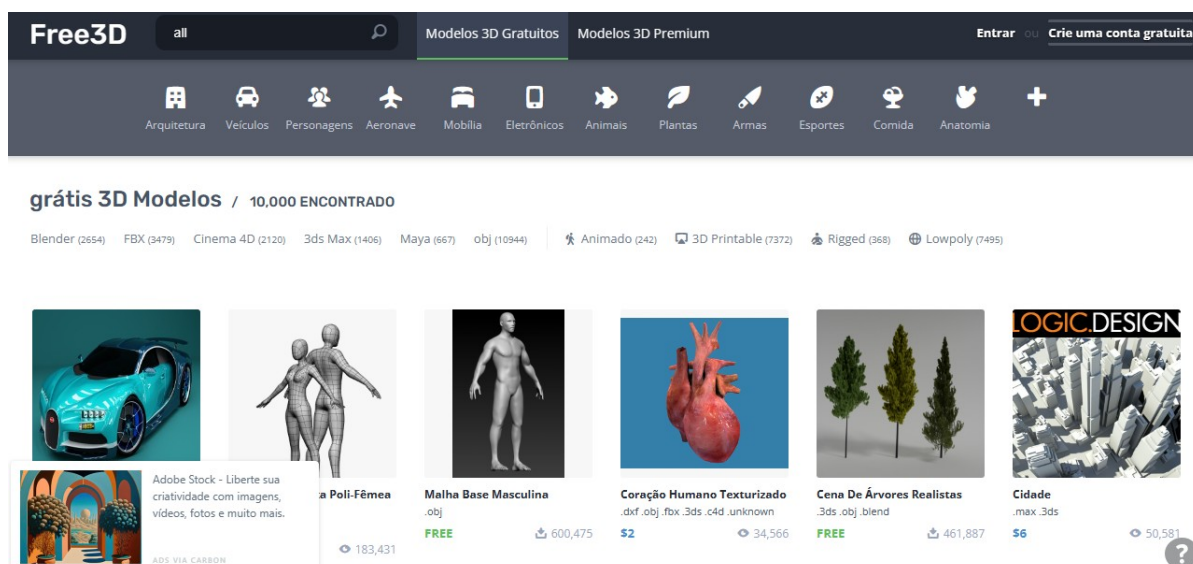 Free3D all Modelos 3D Gratuitos Modelos 3D Premium Entrar ou Crie uma conta gratuita
Arquitetura Veículos Personagens Aeronave Mobília Eletrônicos Animais Plantas Armas Esportes Comida Anatomia
grátis 3D Modelos / 10,000 ENCONTRADO
Blender (2654) FBX (3479) Cinema 4D (2120) 3ds Max (1406) Maya (667) obj (10944) Animado (242) 3D Printable (7372) Rigged (368) Lowpoly (7495)
LOGIC.DESIGN
Adobe Stock - Liberte sua
criatividade com imagens,
vídeos, fotos e muito mais.
ADS VIA CARBON
Poli-Fêmea
183,431
Malha Base Masculina
.obj
FREE 600,475
Coração Humano Texturizado
.dxf .obj .fbx .3ds .c4d .unknown
$2 34,566
Cena De Árvores Realistas
.3ds .obj .blend
FREE 461,887
Cidade
.max .3ds
$6 50,581
?